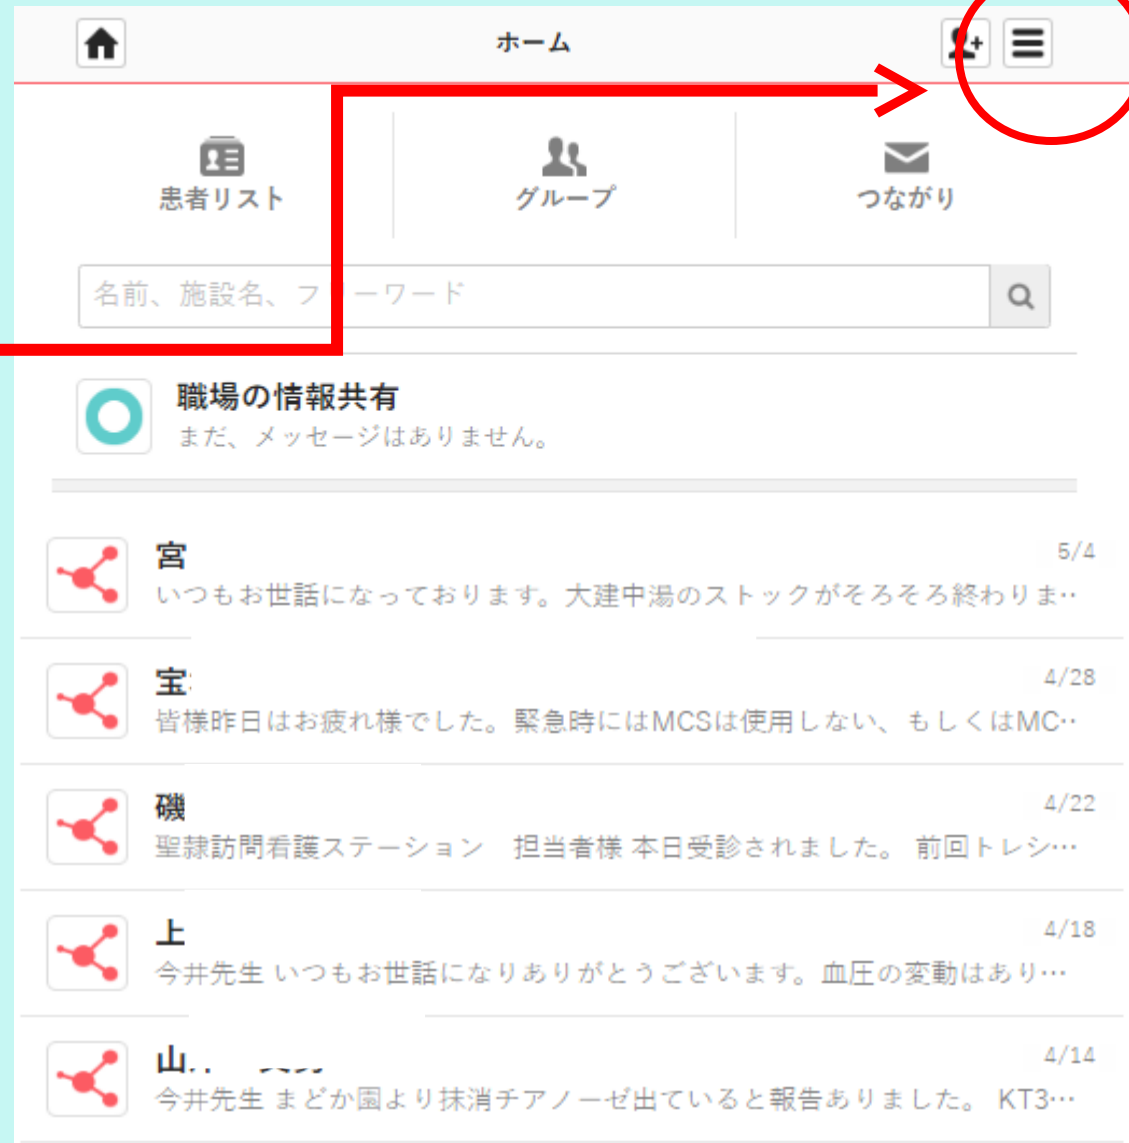 ホーム
患者リスト
グループ
つながり
名前、施設名、フリーワード
職場の情報共有
まだ、メッセージはありません。
宮 5/4
いつもお世話になっております。大建中湯のストックがそろそろ終わりま‥
宝 4/28
皆様昨日はお疲れ様でした。緊急時にはMCSは使用しない、もしくはMC‥
磯 4/22
聖隷訪問看護ステーション　担当者様 本日受診されました。 前回トレシ…
上 4/18
今井先生 いつもお世話になりありがとうございます。血圧の変動はあり…
山 4/14
今井先生 まどか園より抹消チアノーゼ出ていると報告ありました。 KT3…